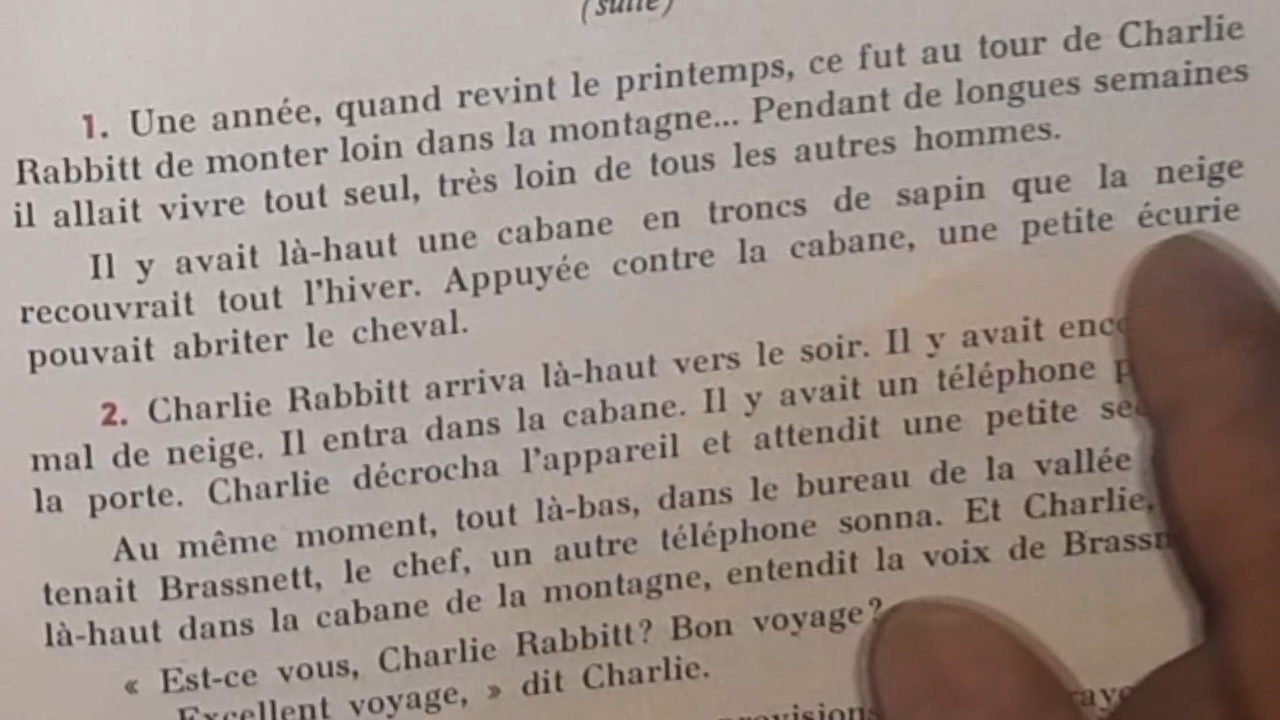 (suite)
1. Une année, quand revint le printemps, ce fut au tour de Charlie
Rabbitt de monter loin dans la montagne... Pendant de longues semaines
il allait vivre tout seul, très loin de tous les autres hommes.
Il y avait là-haut une cabane en troncs de sapin que la neige
recouvrait tout l'hiver. Appuyée contre la cabane, une petite écurie
pouvait abriter le cheval.
2. Charlie Rabbitt arriva là-haut vers le soir. Il y avait
mal de neige. Il entra dans la cabane. Il y avait un téléphone
la porte. Charlie décrocha l'appareil et attendit une petite
Au même moment, tout là-bas, dans le bureau de la vallée
tenait Brassnett, le chef, un autre téléphone sonna. Et Charlie,
là-haut dans la cabane de la montagne, entendit la voix de
« Est-ce vous, Charlie Rabbitt? Bon voyage?
Excellent voyage, » dit Charlie.